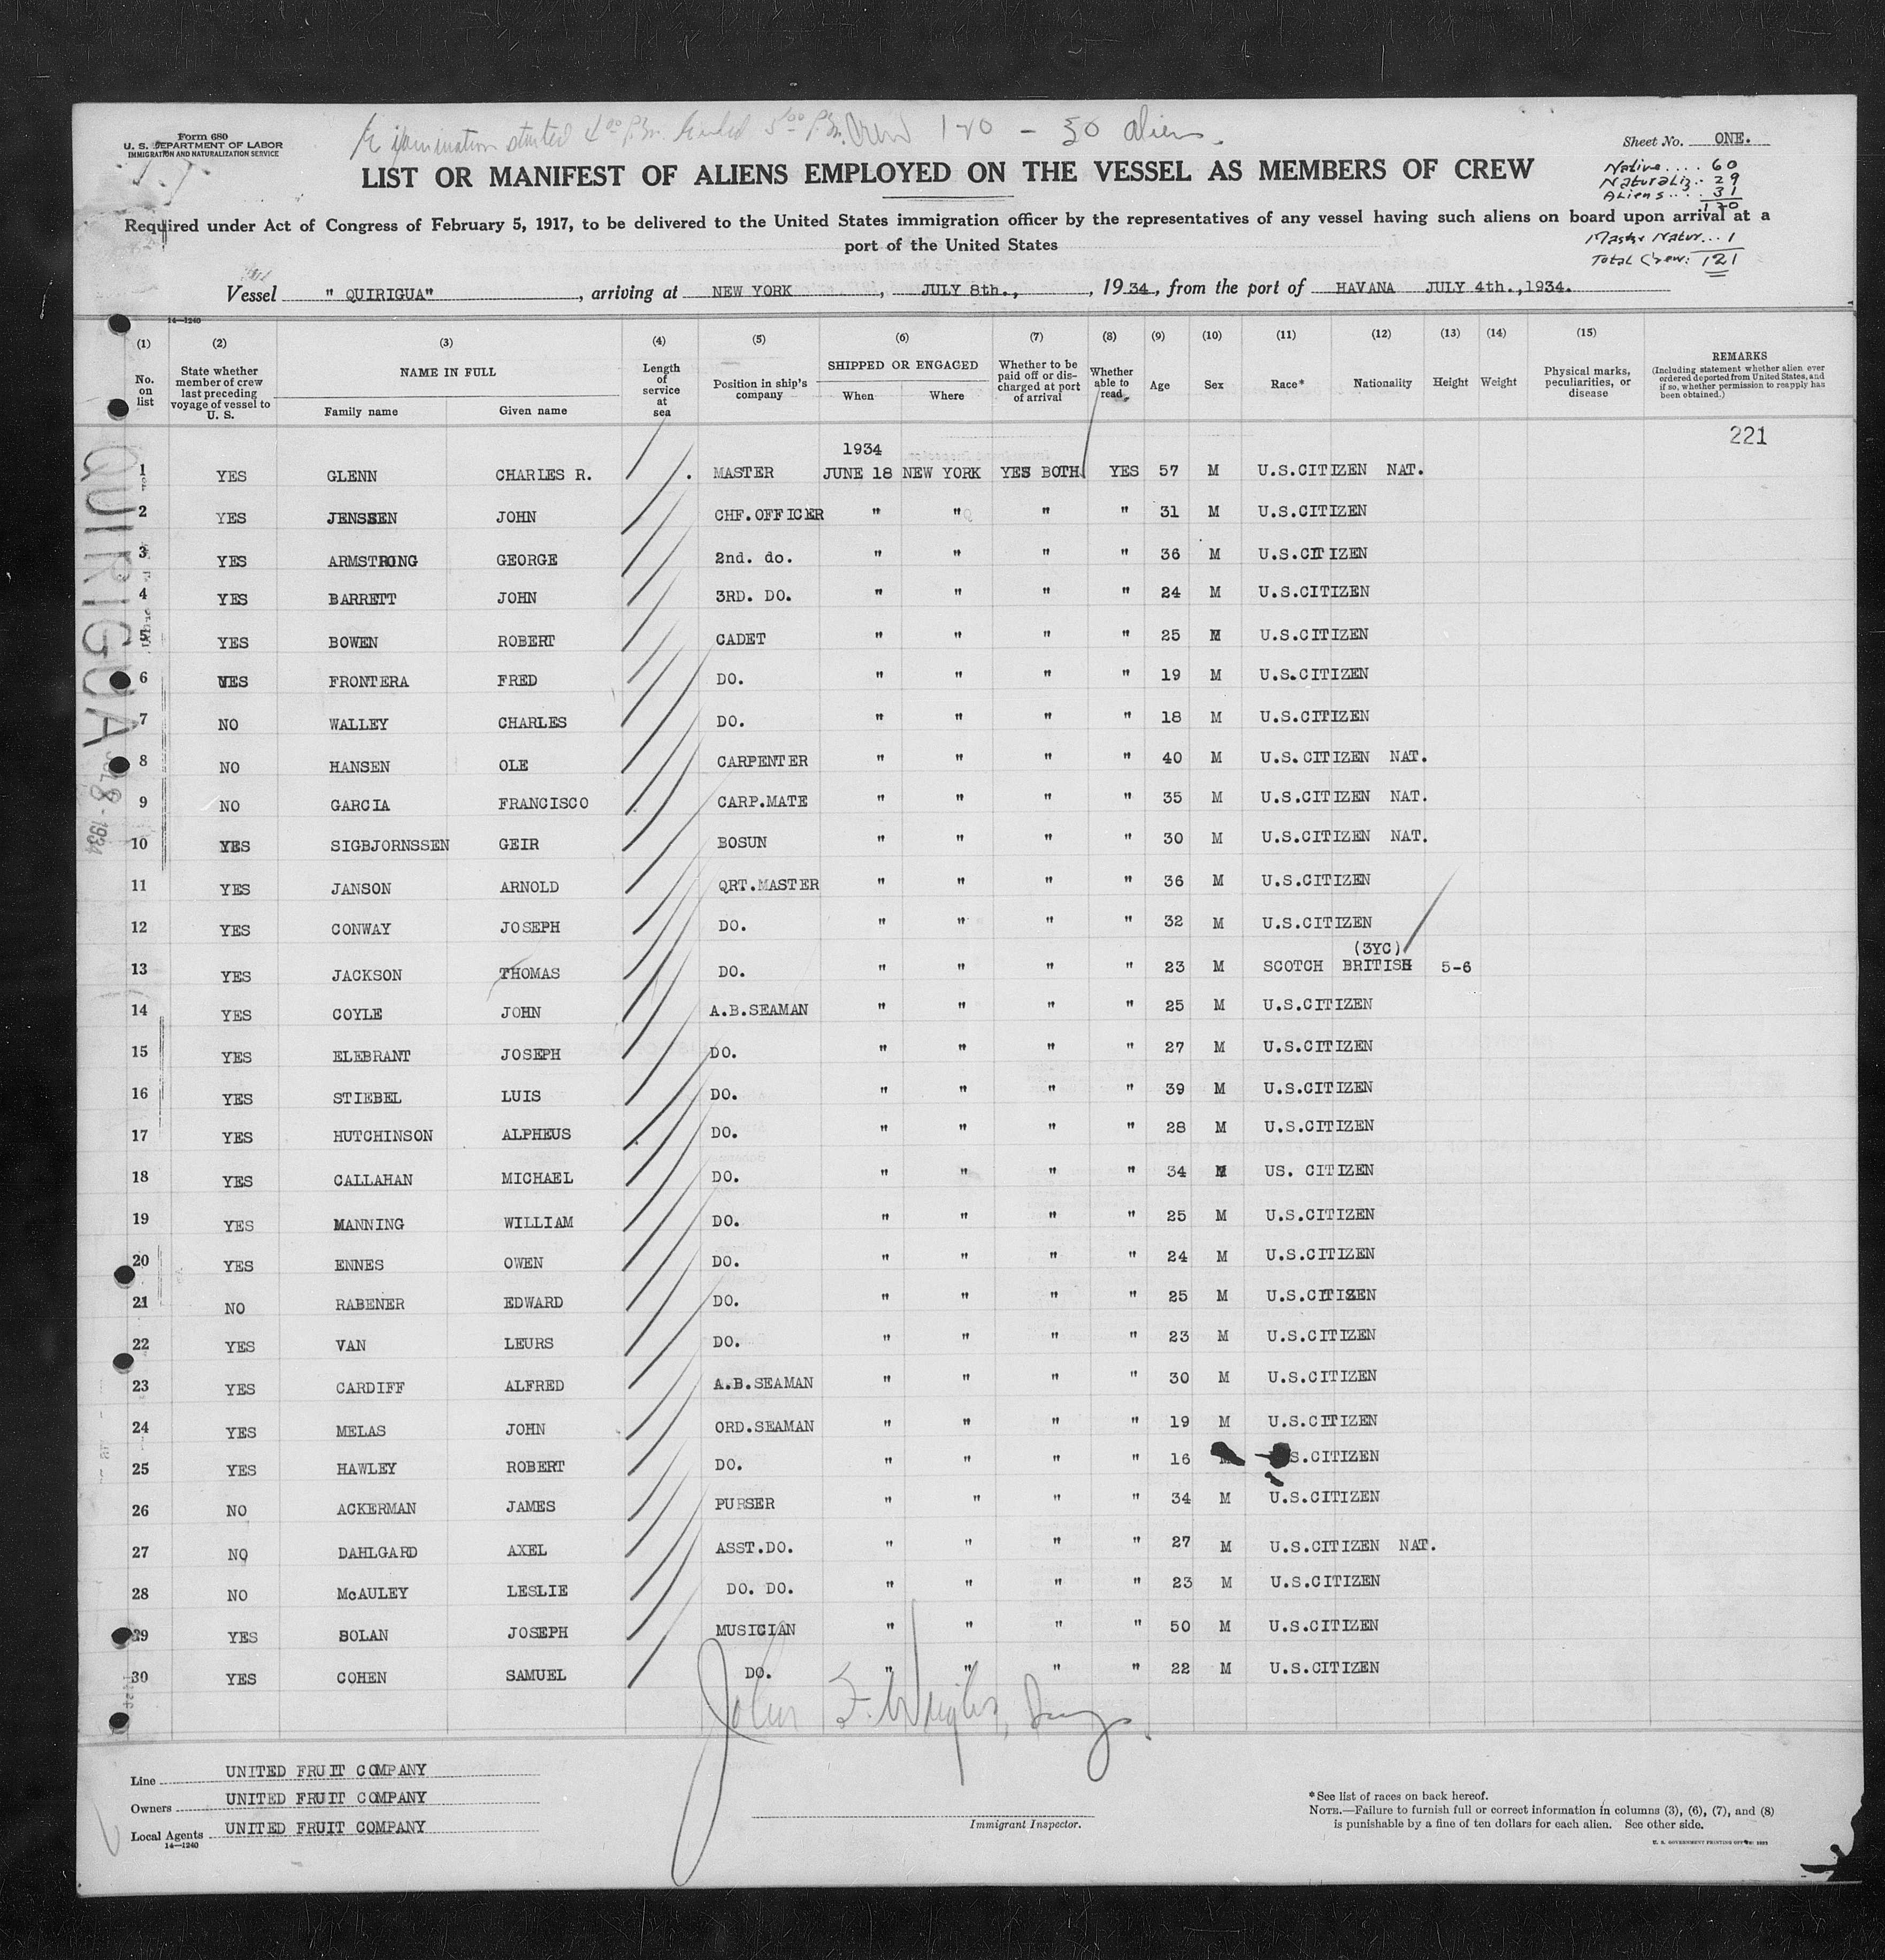 Form 680
U. S. DEPARTMENT OF LABOR
IMMIGRATION AND NATURALIZATION SERVICE
Examination started 4 00 P.M. Ended 5 00 P.M. Crew 120 - 30 aliens
Sheet No. ONE.
Native.... 60
Naturaliz.. 29
Aliens.... 31
120
Master Natur... 1
Total Crew: 121
LIST OR MANIFEST OF ALIENS EMPLOYED ON THE VESSEL AS MEMBERS OF CREW
Required under Act of Congress of February 5, 1917, to be delivered to the United States immigration officer by the representatives of any vessel having such aliens on board upon arrival at a
port of the United States
Vessel " QUIRIGUA" , arriving at NEW YORK , JULY 8th., , 1934, from the port of HAVANA JULY 4th.,1934.
14—1240
(1) (2) (3) (4) (5) (6) (7) (8) (9) (10) (11) (12) (13) (14) (15)
No. on list
State whether member of crew last preceding voyage of vessel to U. S.
NAME IN FULL
Family name Given name
Length of service at sea
Position in ship's company
SHIPPED OR ENGAGED
When Where
Whether to be paid off or discharged at port of arrival
Whether able to read
Age
Sex
Race*
Nationality
Height
Weight
Physical marks, peculiarities, or disease
REMARKS
(Including statement whether alien ever ordered deported from United States, and if so, whether permission to reapply has been obtained.)
221
1934
1 YES GLENN CHARLES R. MASTER JUNE 18 NEW YORK YES BOTH YES 57 M U.S.CITIZEN NAT.
2 YES JENSSEN JOHN CHF.OFFICER " " " " 31 M U.S.CITIZEN
3 YES ARMSTRONG GEORGE 2nd. do. " " " " 36 M U.S.CITIZEN
4 YES BARRETT JOHN 3RD. DO. " " " " 24 M U.S.CITIZEN
5 YES BOWEN ROBERT CADET " " " " 25 M U.S.CITIZEN
6 YES FRONTERA FRED DO. " " " " 19 M U.S.CITIZEN
7 NO WALLEY CHARLES DO. " " " " 18 M U.S.CITIZEN
8 NO HANSEN OLE CARPENTER " " " " 40 M U.S.CITIZEN NAT.
9 NO GARCIA FRANCISCO CARP.MATE " " " " 35 M U.S.CITIZEN NAT.
10 YES SIGBJORNSSEN GEIR BOSUN " " " " 30 M U.S.CITIZEN NAT.
11 YES JANSON ARNOLD QRT.MASTER " " " " 36 M U.S.CITIZEN
12 YES CONWAY JOSEPH DO. " " " " 32 M U.S.CITIZEN
(3YC)
13 YES JACKSON THOMAS DO. " " " " 23 M SCOTCH BRITISH 5-6
14 YES COYLE JOHN A.B.SEAMAN " " " " 25 M U.S.CITIZEN
15 YES ELEBRANT JOSEPH DO. " " " " 27 M U.S.CITIZEN
16 YES STIEBEL LUIS DO. " " " " 39 M U.S.CITIZEN
17 YES HUTCHINSON ALPHEUS DO. " " " " 28 M U.S.CITIZEN
18 YES CALLAHAN MICHAEL DO. " " " " 34 M US. CITIZEN
19 YES MANNING WILLIAM DO. " " " " 25 M U.S.CITIZEN
20 YES ENNES OWEN DO. " " " " 24 M U.S.CITIZEN
21 NO RABENER EDWARD DO. " " " " 25 M U.S.CITIZEN
22 YES VAN LEURS DO. " " " " 23 M U.S.CITIZEN
23 YES CARDIFF ALFRED A.B.SEAMAN " " " " 30 M U.S.CITIZEN
24 YES MELAS JOHN ORD.SEAMAN " " " " 19 M U.S.CITIZEN
25 YES HAWLEY ROBERT DO. " " " " 16 M S.CITIZEN
26 NO ACKERMAN JAMES PURSER " " " " 34 M U.S.CITIZEN
27 NO DAHLGARD AXEL ASST.DO. " " " " 27 M U.S.CITIZEN NAT.
28 NO McAULEY LESLIE DO. DO. " " " " 23 M U.S.CITIZEN
29 YES BOLAN JOSEPH MUSICIAN " " " " 50 M U.S.CITIZEN
30 YES COHEN SAMUEL DO. " " " " 22 M U.S.CITIZEN
QUIRIGUA
JUL 8 - 1934
John
Line UNITED FRUIT COMPANY
Owners UNITED FRUIT COMPANY
Local Agents UNITED FRUIT COMPANY
14—1240
Immigrant Inspector.
*See list of races on back hereof.
NOTE.—Failure to furnish full or correct information in columns (3), (6), (7), and (8)
is punishable by a fine of ten dollars for each alien. See other side.
U. S. GOVERNMENT PRINTING OFFICE: